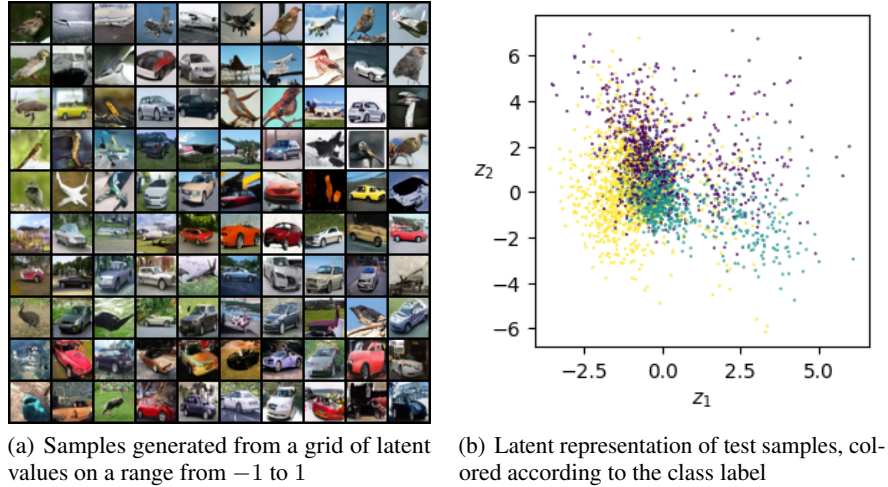 6
4
2
z₂
0
−2
−4
−6
−2.5 0.0 2.5 5.0
z₁
(a) Samples generated from a grid of latent
values on a range from −1 to 1
(b) Latent representation of test samples, col-
ored according to the class label